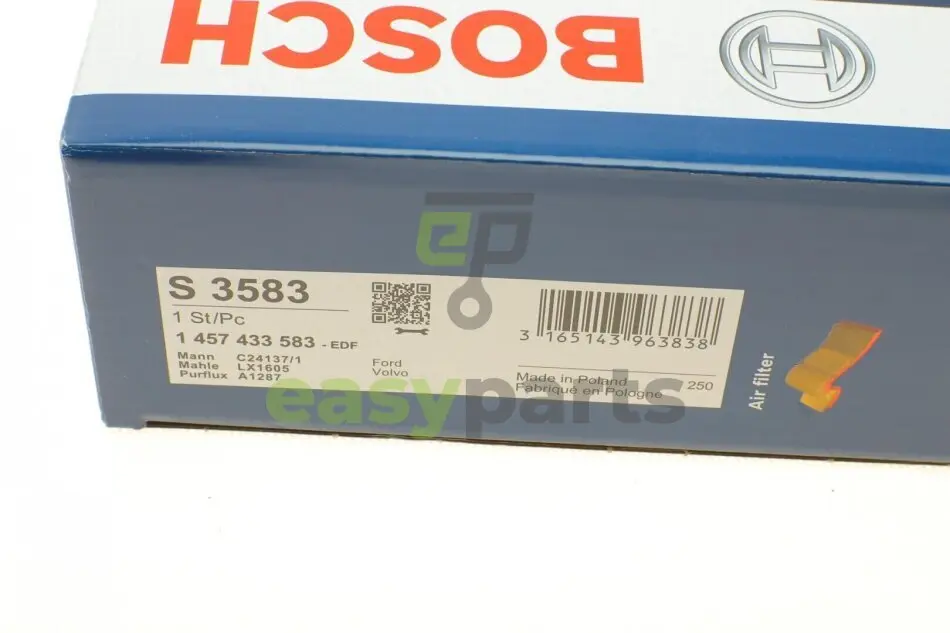 BOSCH
S 3583
1 St/Pc
1 457 433 583 - EDF
Mann C24137/1
Mahle LX1605
Purflux A1287
Ford
Volvo
3 165143 963838
Made in Poland
Fabriqué en Pologne
250
Air filter
ep
easyparts